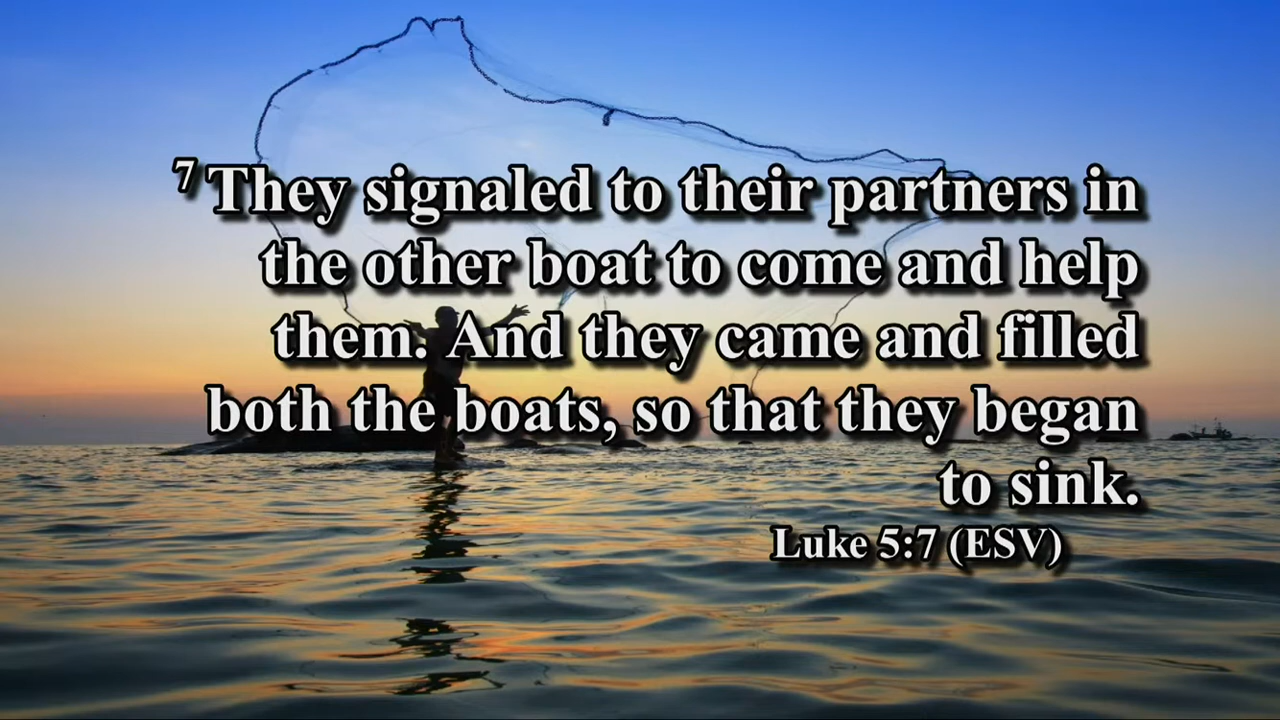 ⁷ They signaled to their partners in
the other boat to come and help
them. And they came and filled
both the boats, so that they began
to sink.
Luke 5:7 (ESV)